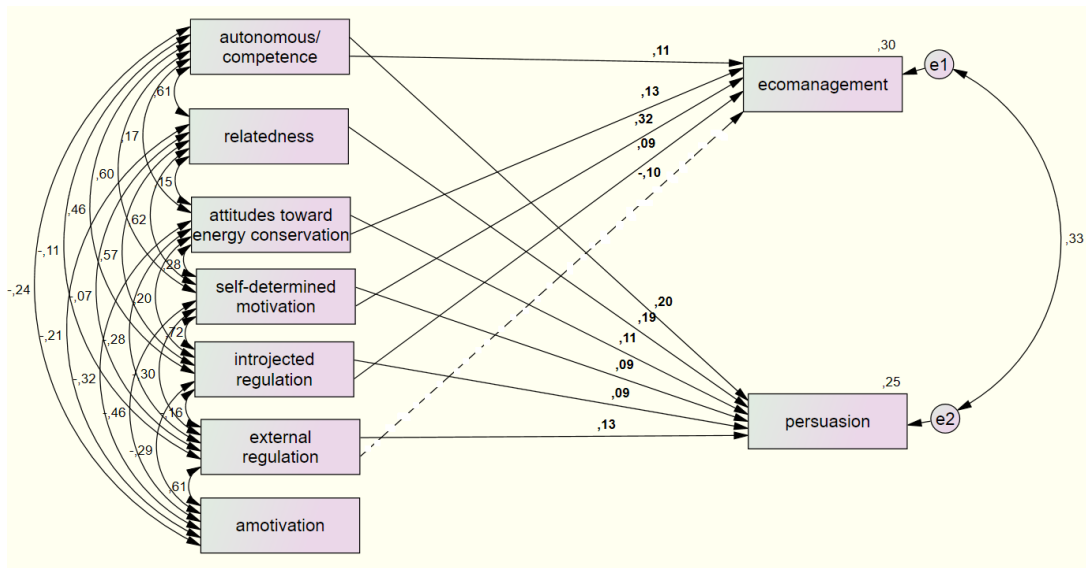 autonomous/
competence
relatedness
attitudes toward
energy conservation
self-determined
motivation
introjected
regulation
external
regulation
amotivation
ecomanagement
persuasion
e1
e2
,30
,25
,33
,11
,13
,32
,09
-,10
,20
,19
,11
,09
,09
,13
,61
,17
,60
,46
-,11
-,24
,15
,62
,57
-,07
-,21
,28
,20
-,28
-,32
,72
-,30
-,46
-,16
-,29
,61